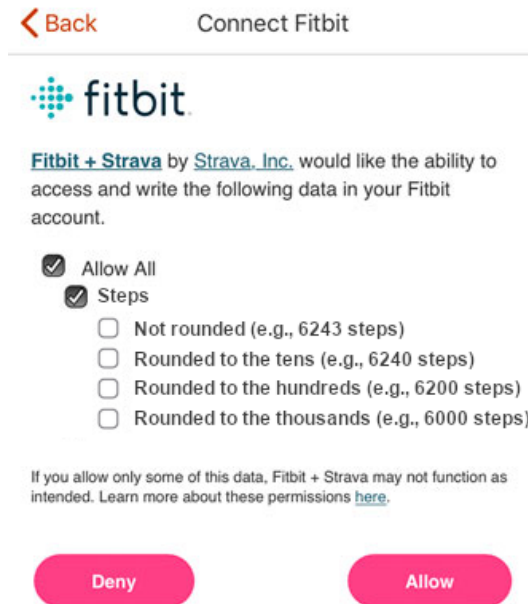 Back
Connect Fitbit
fitbit
Fitbit + Strava by Strava, Inc. would like the ability to
access and write the following data in your Fitbit
account.
Allow All
Steps
Not rounded (e.g., 6243 steps)
Rounded to the tens (e.g., 6240 steps)
Rounded to the hundreds (e.g., 6200 steps)
Rounded to the thousands (e.g., 6000 steps)
If you allow only some of this data, Fitbit + Strava may not function as
intended. Learn more about these permissions here.
Deny
Allow